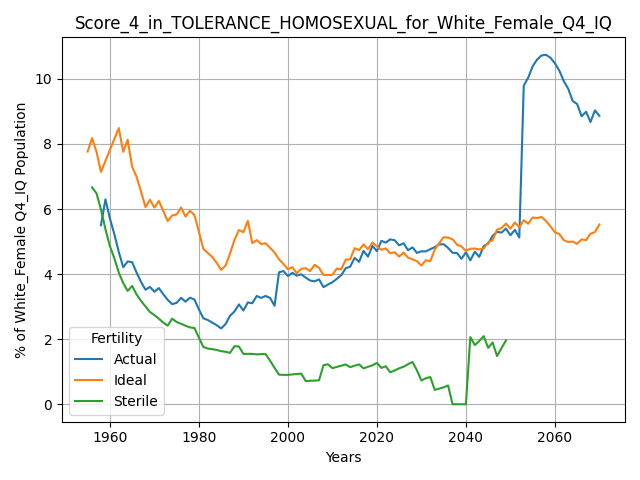 Score_4_in_TOLERANCE_HOMOSEXUAL_for_White_Female_Q4_IQ
% of White_Female Q4_IQ Population
10
8
6
4
2
0
Fertility
Actual
Ideal
Sterile
1960
1980
2000
2020
2040
2060
Years